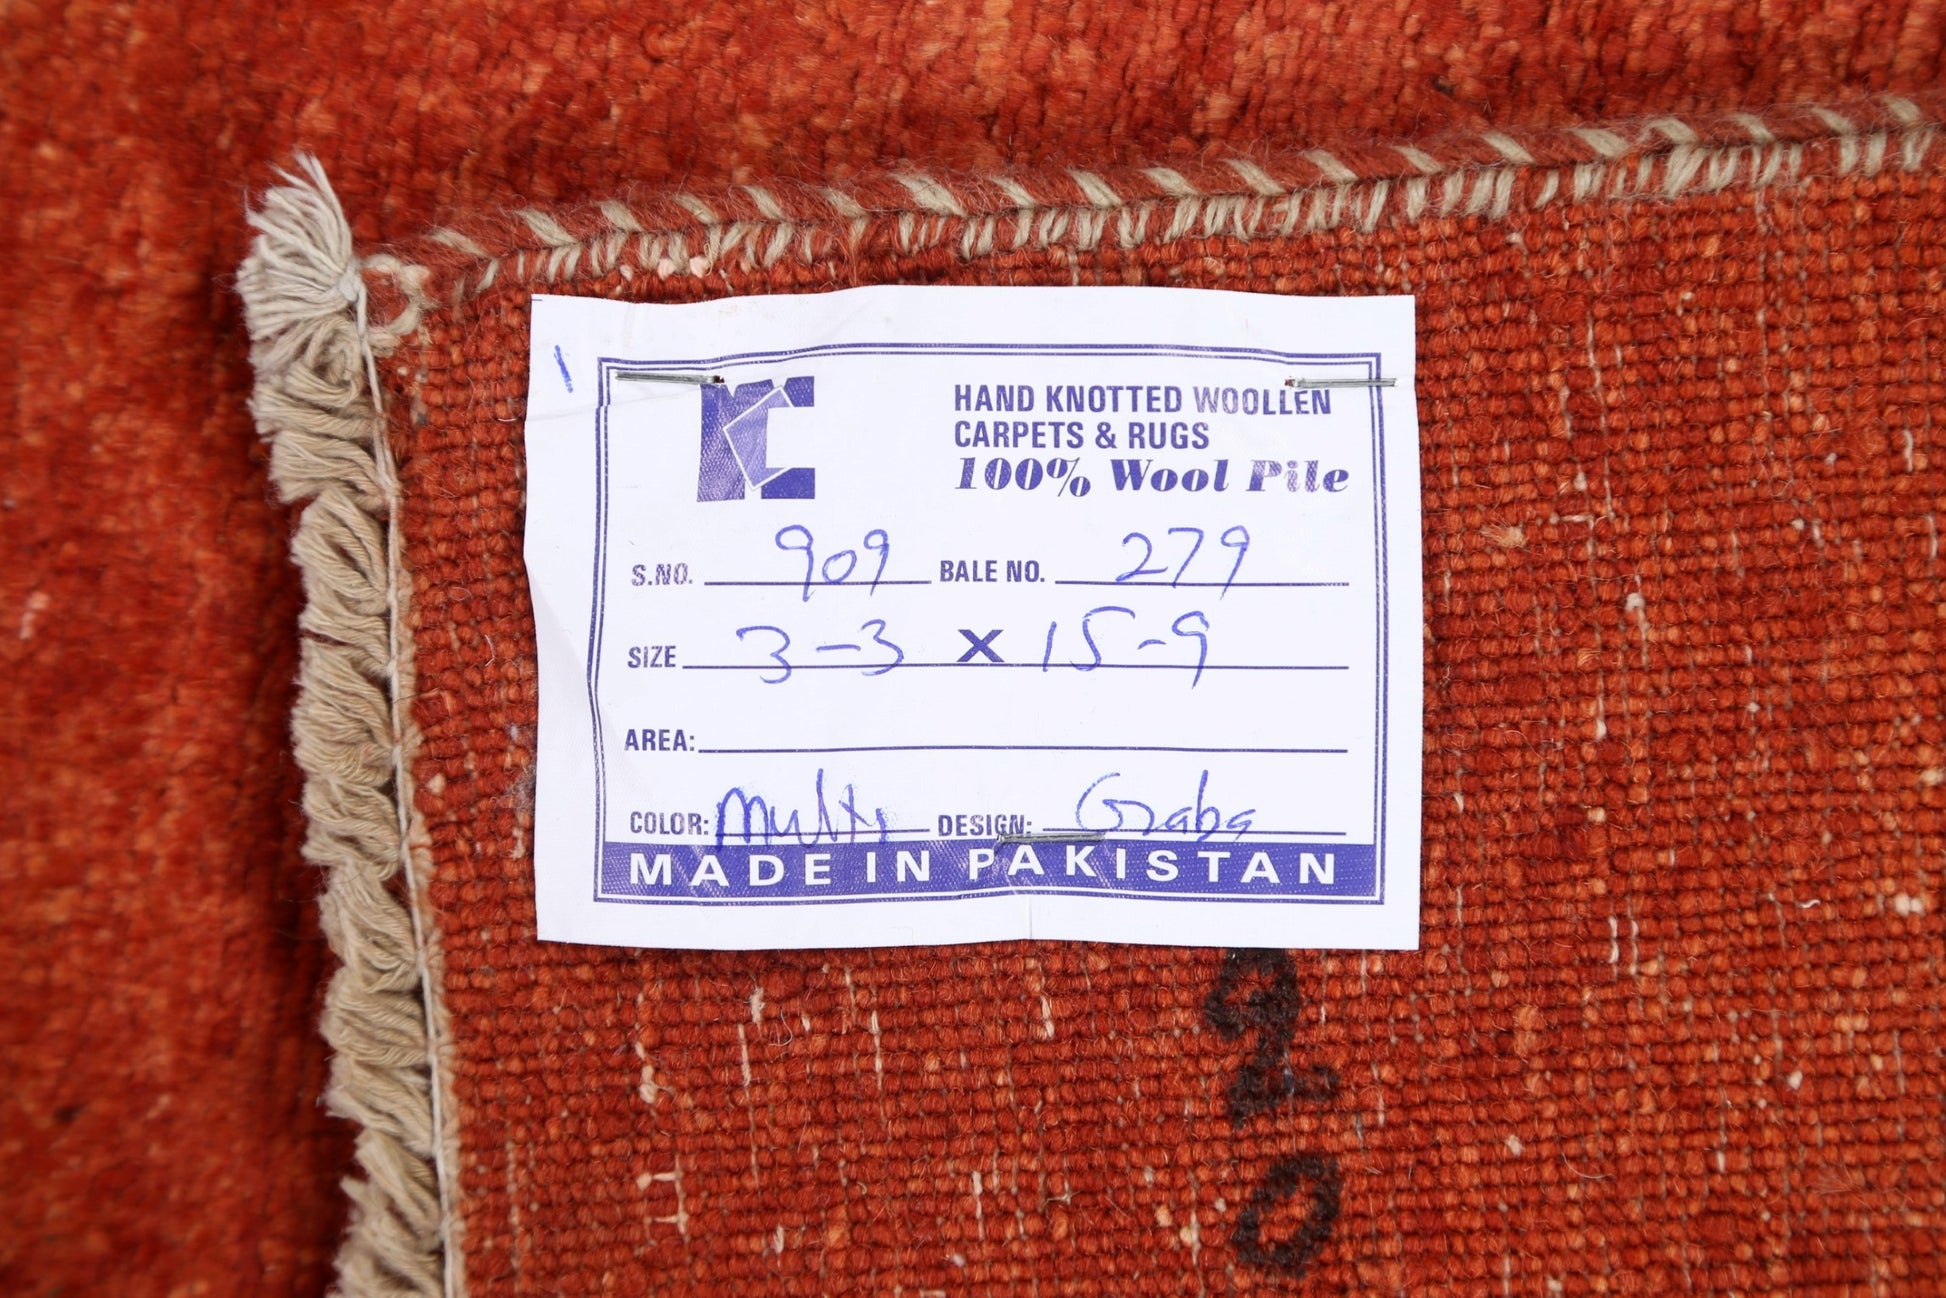 HAND KNOTTED WOOLLEN
CARPETS & RUGS
100% Wool Pile
S.NO. 909 BALE NO. 279
SIZE 3-3 X 15-9
AREA:
COLOR: Multi DESIGN: Graba
MADE IN PAKISTAN